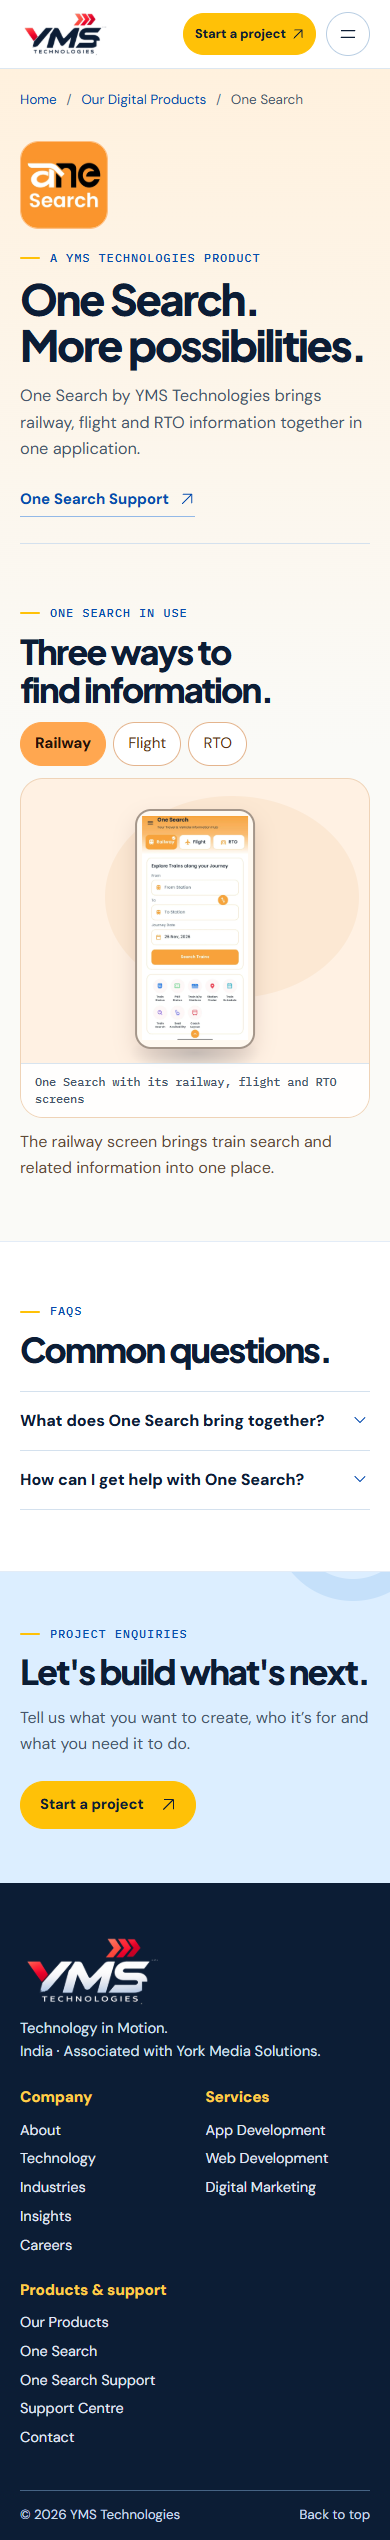 YMS
TECHNOLOGIES
Start a project
Home / Our Digital Products / One Search
one
Search
A YMS TECHNOLOGIES PRODUCT
One Search.
More possibilities.
One Search by YMS Technologies brings
railway, flight and RTO information together in
one application.
One Search Support
ONE SEARCH IN USE
Three ways to
find information.
Railway Flight RTO
One Search
Railway Flight RTO
Explore Trains along your Journey
From
From Station
To
To Station
Journey Date
Search Trains
One Search with its railway, flight and RTO
screens
The railway screen brings train search and
related information into one place.
FAQS
Common questions.
What does One Search bring together?
How can I get help with One Search?
PROJECT ENQUIRIES
Let's build what's next.
Tell us what you want to create, who it’s for and
what you need it to do.
Start a project
YMS
TECHNOLOGIES
Technology in Motion.
India · Associated with York Media Solutions.
Company
About
Technology
Industries
Insights
Careers
Services
App Development
Web Development
Digital Marketing
Products & support
Our Products
One Search
One Search Support
Support Centre
Contact
© 2026 YMS Technologies
Back to top